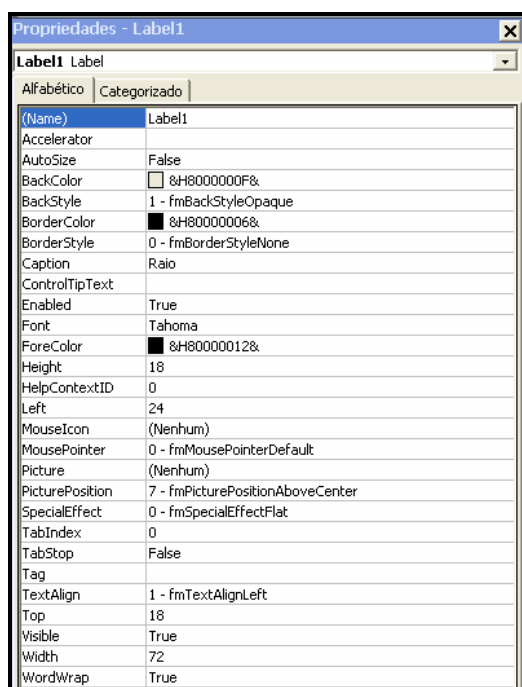 Propriedades - Label1
Label1 Label
Alfabético Categorizado
(Name) Label1
Accelerator
AutoSize False
BackColor &H8000000F&
BackStyle 1 - fmBackStyleOpaque
BorderColor &H80000006&
BorderStyle 0 - fmBorderStyleNone
Caption Raio
ControlTipText
Enabled True
Font Tahoma
ForeColor &H80000012&
Height 18
HelpContextID 0
Left 24
MouseIcon (Nenhum)
MousePointer 0 - fmMousePointerDefault
Picture (Nenhum)
PicturePosition 7 - fmPicturePositionAboveCenter
SpecialEffect 0 - fmSpecialEffectFlat
TabIndex 0
TabStop False
Tag
TextAlign 1 - fmTextAlignLeft
Top 18
Visible True
Width 72
WordWrap True